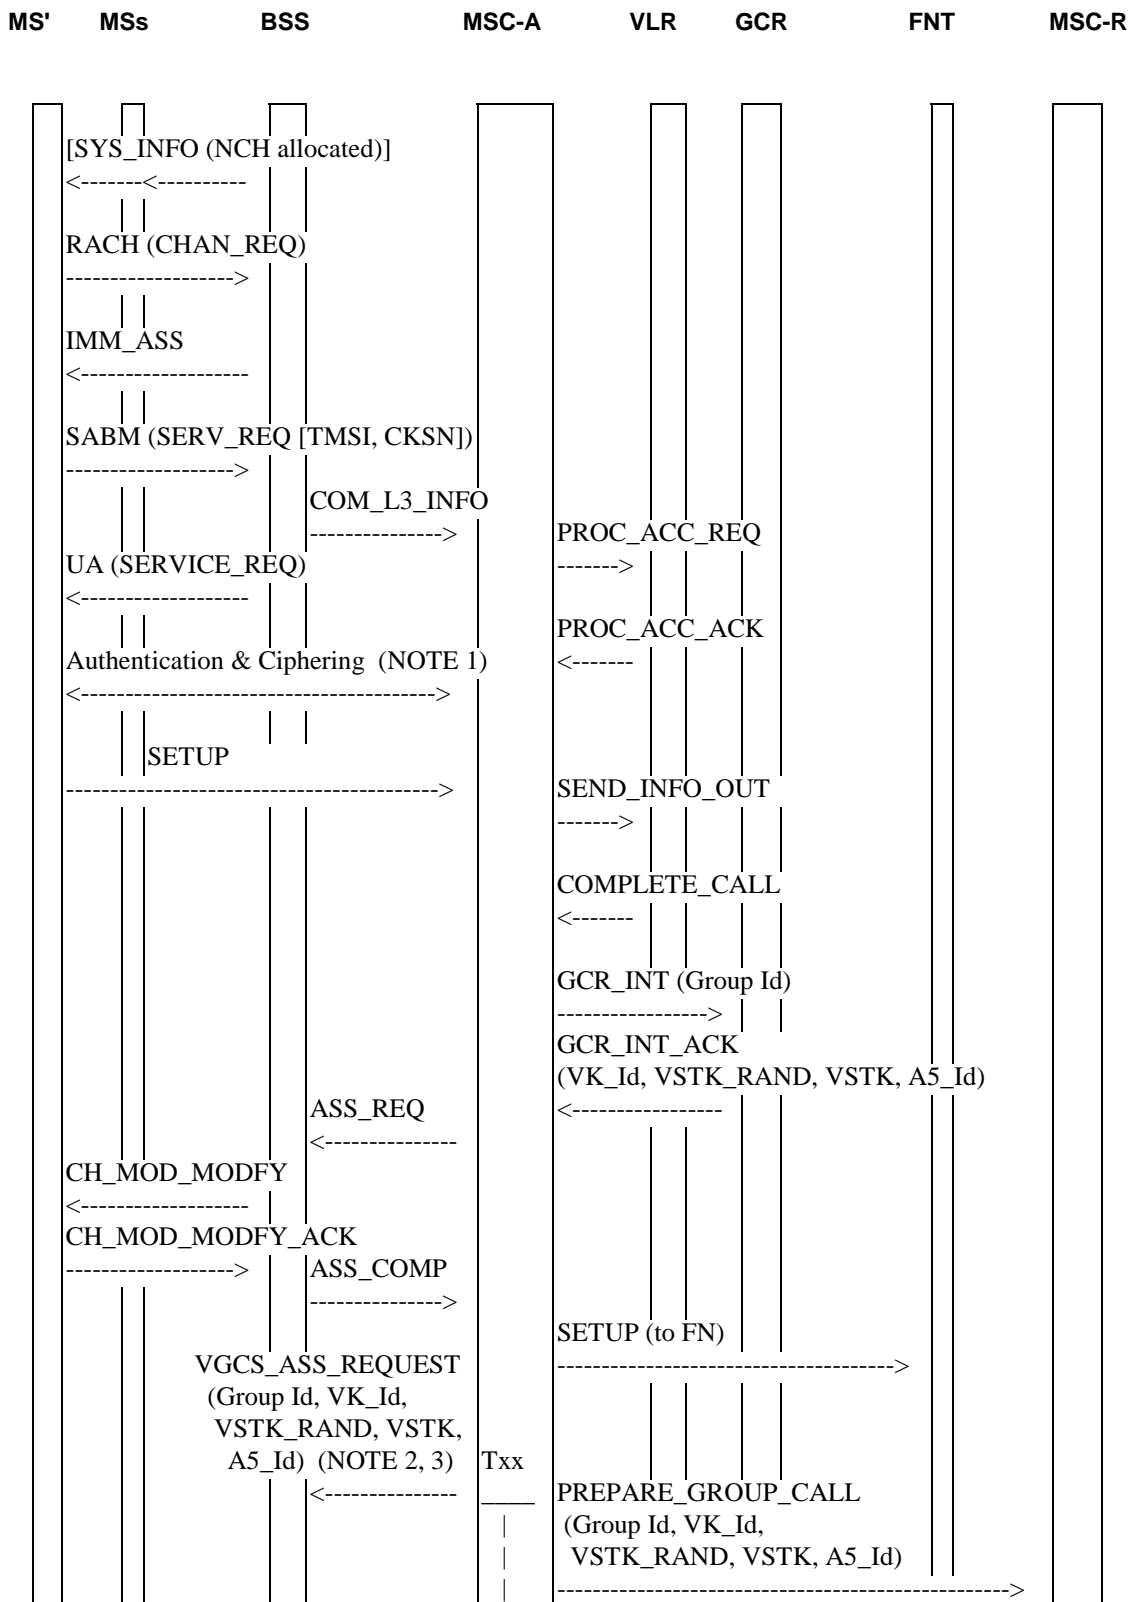 MS' MSs BSS MSC-A VLR GCR FNT MSC-R
[SYS_INFO (NCH allocated)]
<-------<----------
RACH (CHAN_REQ)
------------------->
IMM_ASS
<-------------------
SABM (SERV_REQ [TMSI, CKSN])
------------------->
COM_L3_INFO
---------------> PROC_ACC_REQ
UA (SERVICE_REQ) ------->
<-------------------
PROC_ACC_ACK
Authentication & Ciphering (NOTE 1) <-------
<---------------------------------------->
SETUP
------------------------------------------> SEND_INFO_OUT
------->
COMPLETE_CALL
<-------
GCR_INT (Group Id)
----------------->
GCR_INT_ACK
(VK_Id, VSTK_RAND, VSTK, A5_Id)
ASS_REQ <-----------------
<---------------
CH_MOD_MODFY
<-------------------
CH_MOD_MODFY_ACK
-------------------> ASS_COMP
--------------->
SETUP (to FN)
VGCS_ASS_REQUEST -------------------------------------->
(Group Id, VK_Id,
VSTK_RAND, VSTK,
A5_Id) (NOTE 2, 3) Txx
<--------------- ____ PREPARE_GROUP_CALL
| (Group Id, VK_Id,
| VSTK_RAND, VSTK, A5_Id)
| --------------------------------------------------->